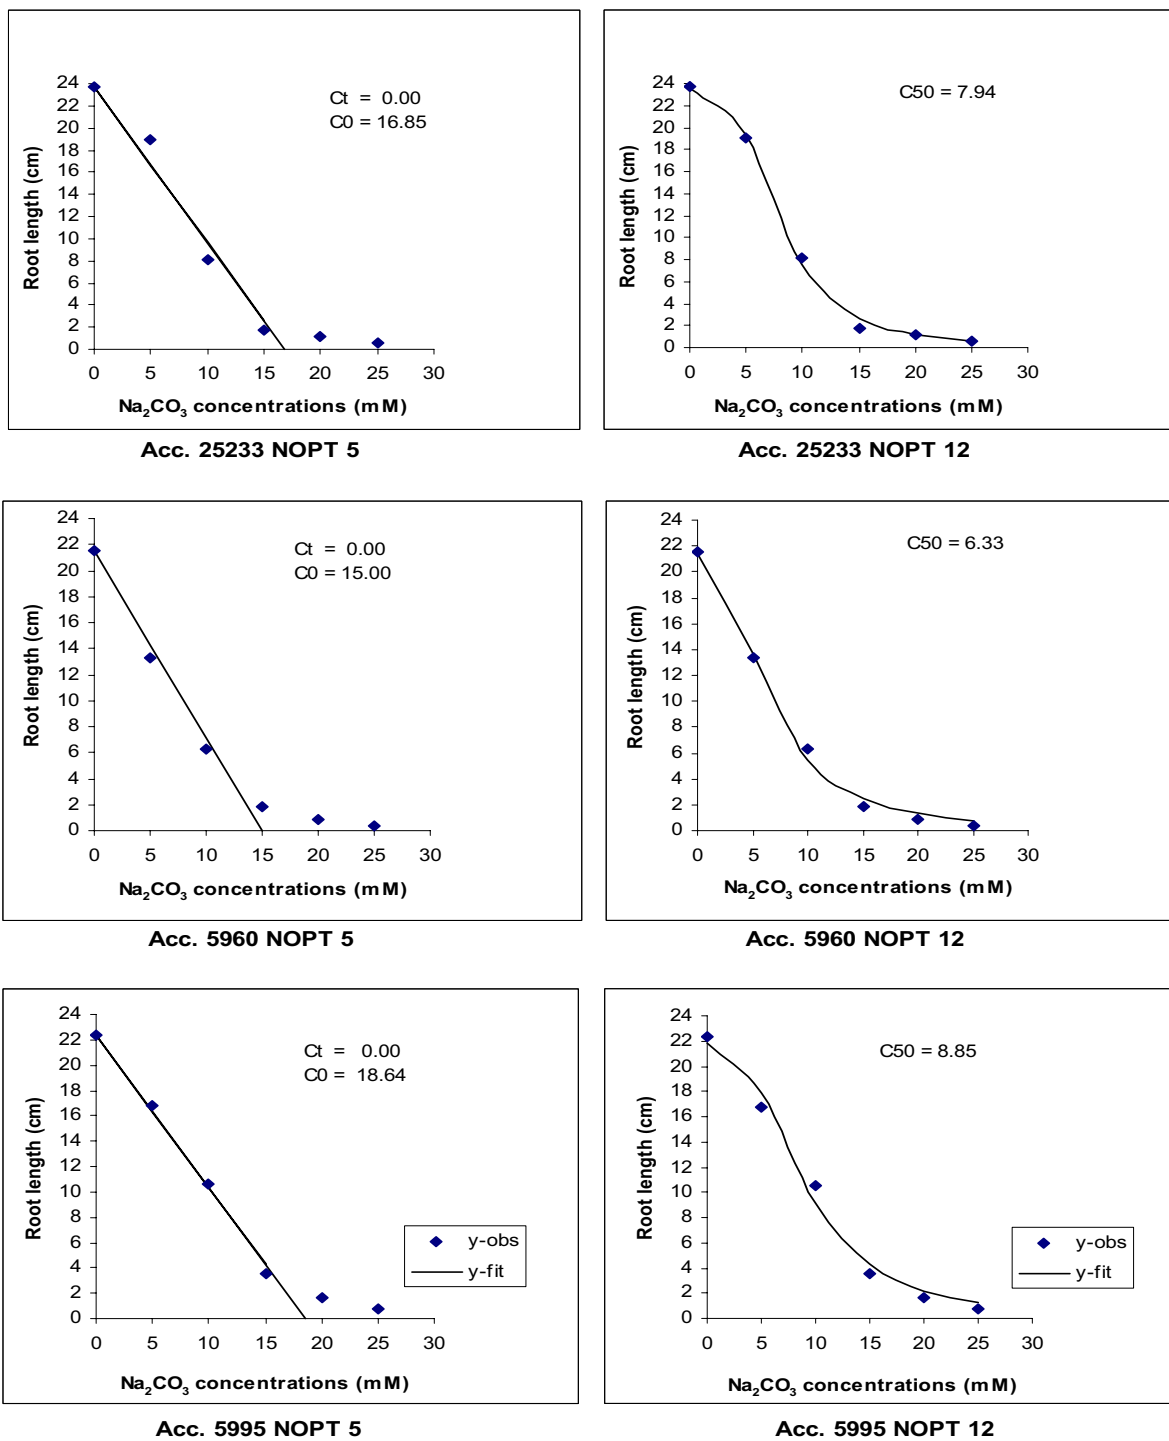 24
22
20
18
16
14
12
10
8
6
4
2
0
Root length (cm)
Ct = 0.00
C0 = 16.85
0 5 10 15 20 25 30
Na₂CO₃ concentrations (mM)
Acc. 25233 NOPT 5
24
22
20
18
16
14
12
10
8
6
4
2
0
Root length (cm)
C50 = 7.94
0 5 10 15 20 25 30
Na₂CO₃ concentrations (mM)
Acc. 25233 NOPT 12
24
22
20
18
16
14
12
10
8
6
4
2
0
Root length (cm)
Ct = 0.00
C0 = 15.00
0 5 10 15 20 25 30
Na₂CO₃ concentrations (mM)
Acc. 5960 NOPT 5
24
22
20
18
16
14
12
10
8
6
4
2
0
Root length (cm)
C50 = 6.33
0 5 10 15 20 25 30
Na₂CO₃ concentrations (mM)
Acc. 5960 NOPT 12
24
22
20
18
16
14
12
10
8
6
4
2
0
Root length (cm)
Ct = 0.00
C0 = 18.64
y-obs
y-fit
0 5 10 15 20 25 30
Na₂CO₃ concentrations (mM)
Acc. 5995 NOPT 5
24
22
20
18
16
14
12
10
8
6
4
2
0
Root length (cm)
C50 = 8.85
y-obs
y-fit
0 5 10 15 20 25 30
Na₂CO₃ concentrations (mM)
Acc. 5995 NOPT 12